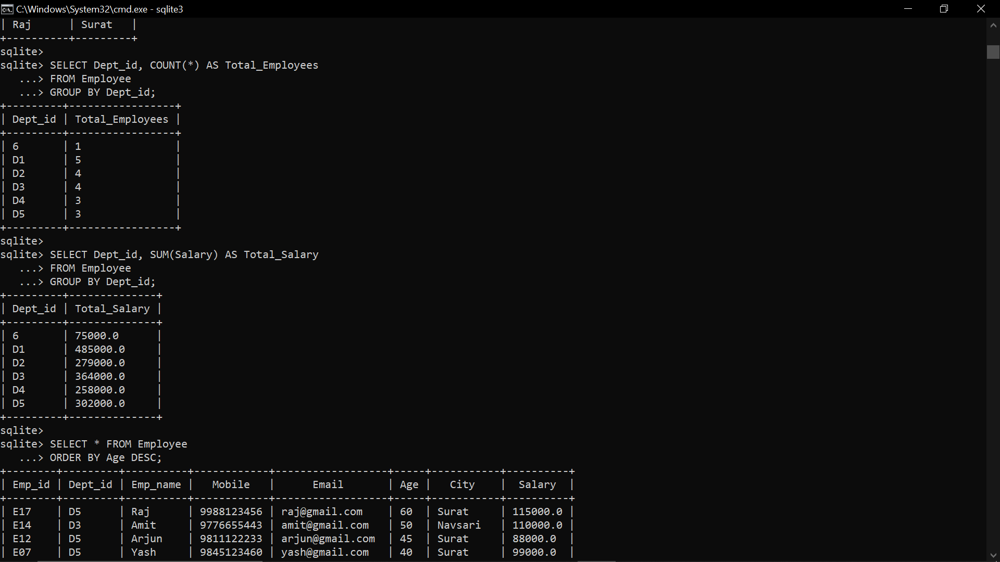 C:\Windows\System32\cmd.exe - sqlite3
| Raj      | Surat   |
+----------+---------+
sqlite>
sqlite> SELECT Dept_id, COUNT(*) AS Total_Employees
   ...> FROM Employee
   ...> GROUP BY Dept_id;
+---------+-----------------+
| Dept_id | Total_Employees |
+---------+-----------------+
| 6       | 1               |
| D1      | 5               |
| D2      | 4               |
| D3      | 4               |
| D4      | 3               |
| D5      | 3               |
+---------+-----------------+
sqlite>
sqlite> SELECT Dept_id, SUM(Salary) AS Total_Salary
   ...> FROM Employee
   ...> GROUP BY Dept_id;
+---------+--------------+
| Dept_id | Total_Salary |
+---------+--------------+
| 6       | 75000.0      |
| D1      | 485000.0     |
| D2      | 279000.0     |
| D3      | 364000.0     |
| D4      | 258000.0     |
| D5      | 302000.0     |
+---------+--------------+
sqlite>
sqlite> SELECT * FROM Employee
   ...> ORDER BY Age DESC;
+--------+---------+----------+------------+------------------+-----+-----------+----------+
| Emp_id | Dept_id | Emp_name |   Mobile   |      Email       | Age |   City    |  Salary  |
+--------+---------+----------+------------+------------------+-----+-----------+----------+
| E17    | D5      | Raj      | 9988123456 | raj@gmail.com    | 60  | Surat     | 115000.0 |
| E14    | D3      | Amit     | 9776655443 | amit@gmail.com   | 50  | Navsari   | 110000.0 |
| E12    | D5      | Arjun    | 9811122233 | arjun@gmail.com  | 45  | Surat     | 88000.0  |
| E07    | D5      | Yash     | 9845123460 | yash@gmail.com   | 40  | Surat     | 99000.0  |